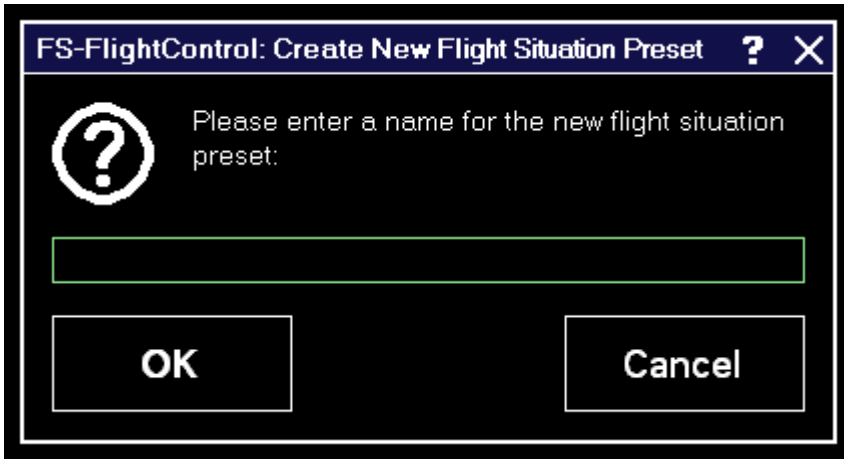 FS-FlightControl: Create New Flight Situation Preset ? X
Please enter a name for the new flight situation
preset:
OK Cancel